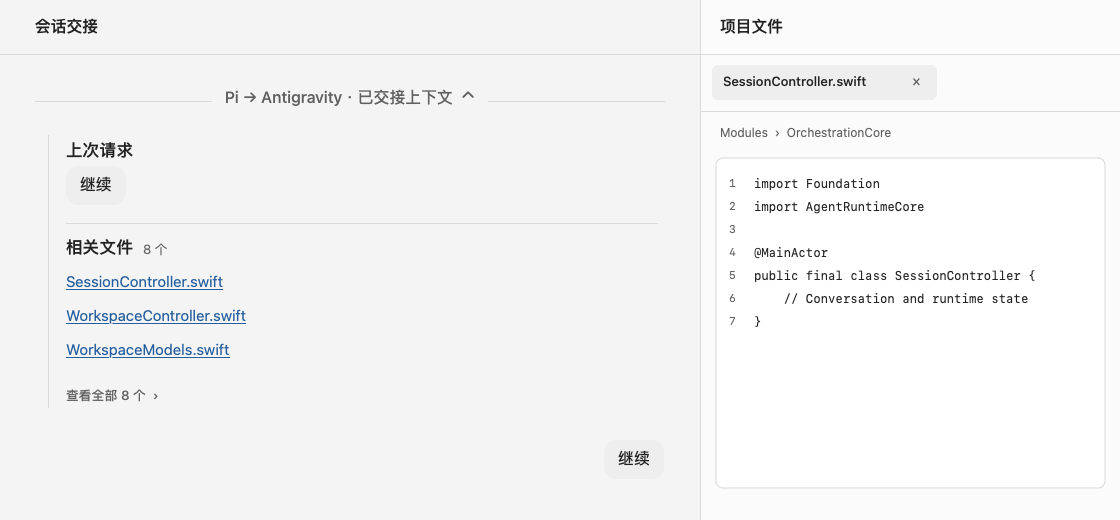 会话交接
Pi → Antigravity · 已交接上下文
上次请求
继续
相关文件 8 个
SessionController.swift
WorkspaceController.swift
WorkspaceModels.swift
查看全部 8 个 ›
继续
项目文件
SessionController.swift ×
Modules › OrchestrationCore
1 import Foundation
2 import AgentRuntimeCore
3
4 @MainActor
5 public final class SessionController {
6     // Conversation and runtime state
7 }